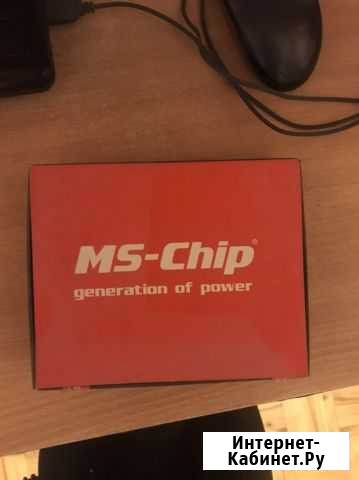 MS-Chip®
generation of power
Интернет-
Кабинет.Ру